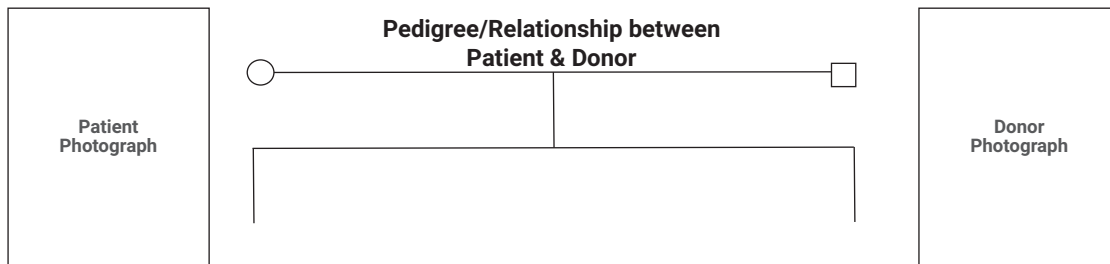 Pedigree/Relationship between
Patient & Donor
Patient
Photograph
Donor
Photograph